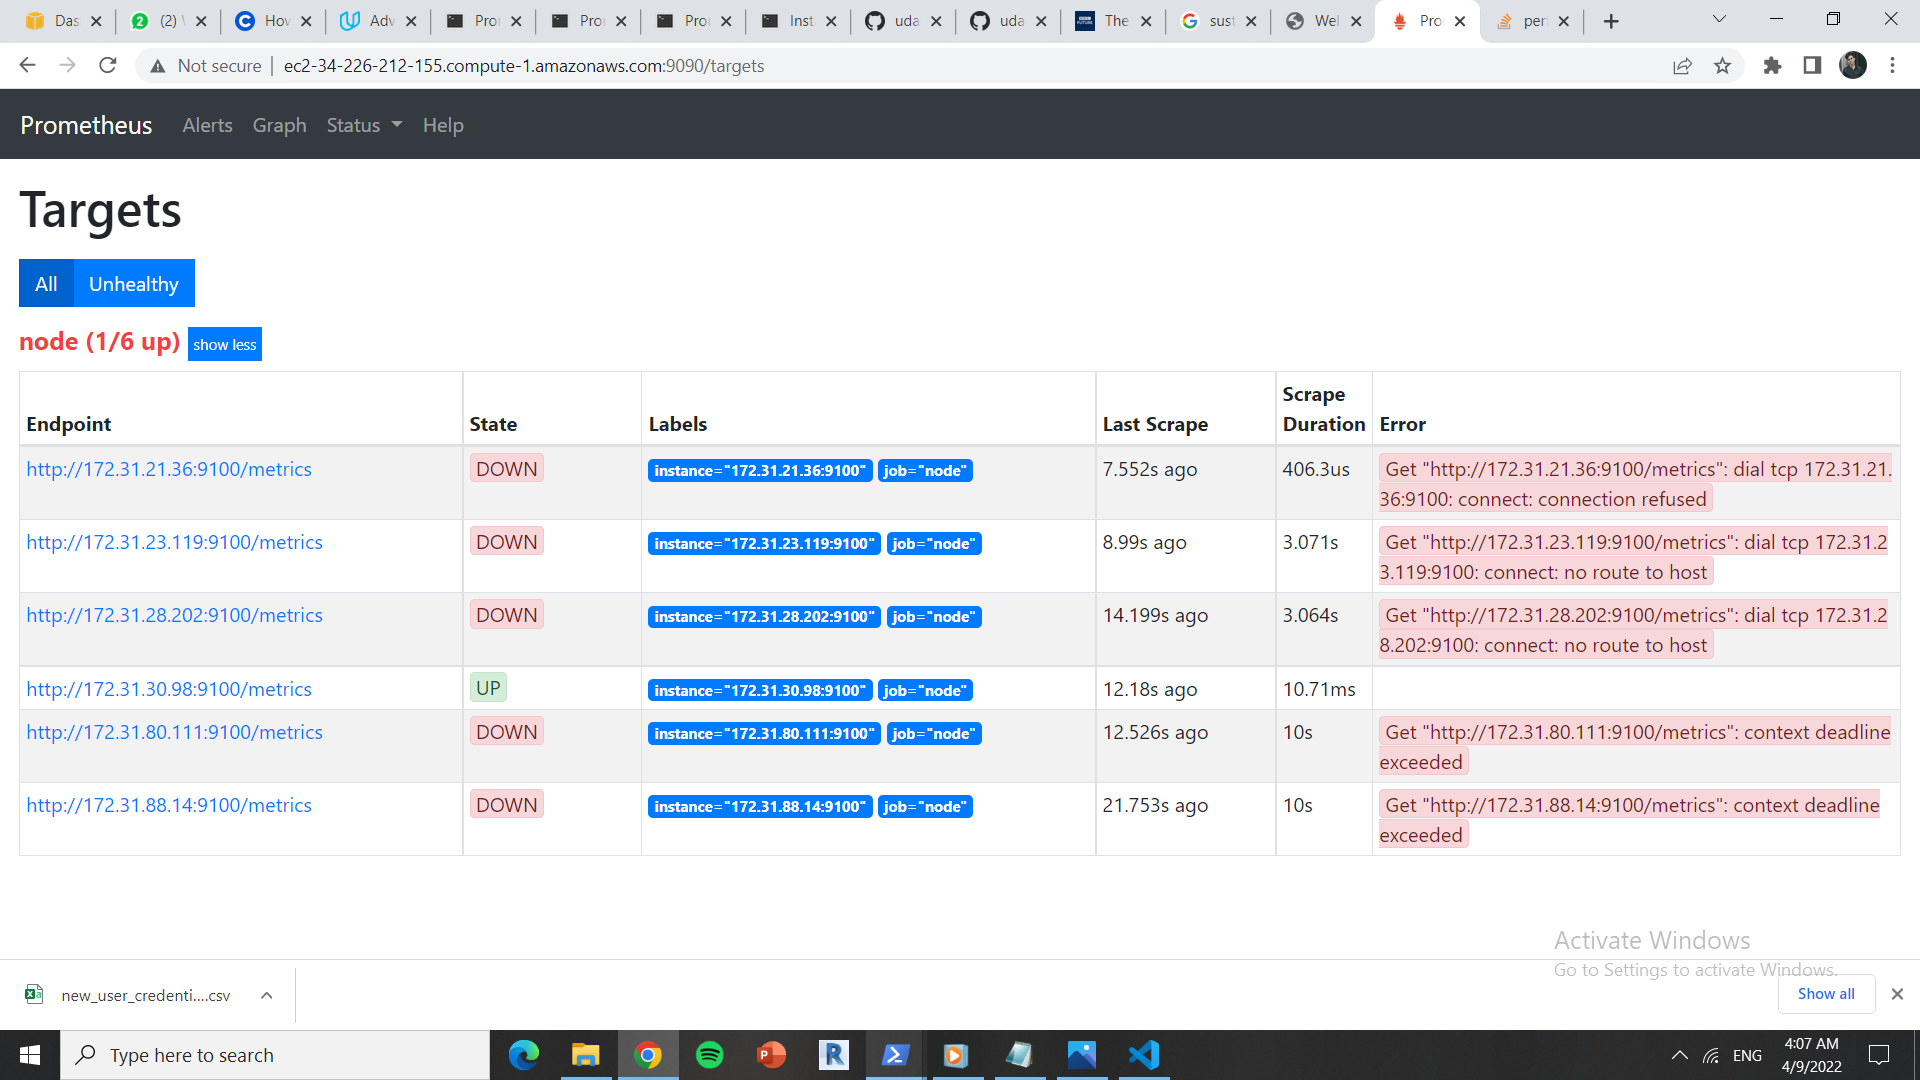 Das
(2) W
How
Adv
Pro
Pro
Pro
Inst
uda
uda
The
sust
Wel
Pro
per
Not secure
ec2-34-226-212-155.compute-1.amazonaws.com:9090/targets
Prometheus
Alerts
Graph
Status
Help
Targets
All
Unhealthy
node (1/6 up)
show less
Endpoint
State
Labels
Last Scrape
Scrape
Duration
Error
http://172.31.21.36:9100/metrics
DOWN
instance="172.31.21.36:9100"
job="node"
7.552s ago
406.3us
Get "http://172.31.21.36:9100/metrics": dial tcp 172.31.21.
36:9100: connect: connection refused
http://172.31.23.119:9100/metrics
DOWN
instance="172.31.23.119:9100"
job="node"
8.99s ago
3.071s
Get "http://172.31.23.119:9100/metrics": dial tcp 172.31.2
3.119:9100: connect: no route to host
http://172.31.28.202:9100/metrics
DOWN
instance="172.31.28.202:9100"
job="node"
14.199s ago
3.064s
Get "http://172.31.28.202:9100/metrics": dial tcp 172.31.2
8.202:9100: connect: no route to host
http://172.31.30.98:9100/metrics
UP
instance="172.31.30.98:9100"
job="node"
12.18s ago
10.71ms
http://172.31.80.111:9100/metrics
DOWN
instance="172.31.80.111:9100"
job="node"
12.526s ago
10s
Get "http://172.31.80.111:9100/metrics": context deadline
exceeded
http://172.31.88.14:9100/metrics
DOWN
instance="172.31.88.14:9100"
job="node"
21.753s ago
10s
Get "http://172.31.88.14:9100/metrics": context deadline
exceeded
Activate Windows
Go to Settings to activate Windows.
new_user_credenti....csv
Show all
Type here to search
ENG
4:07 AM
4/9/2022